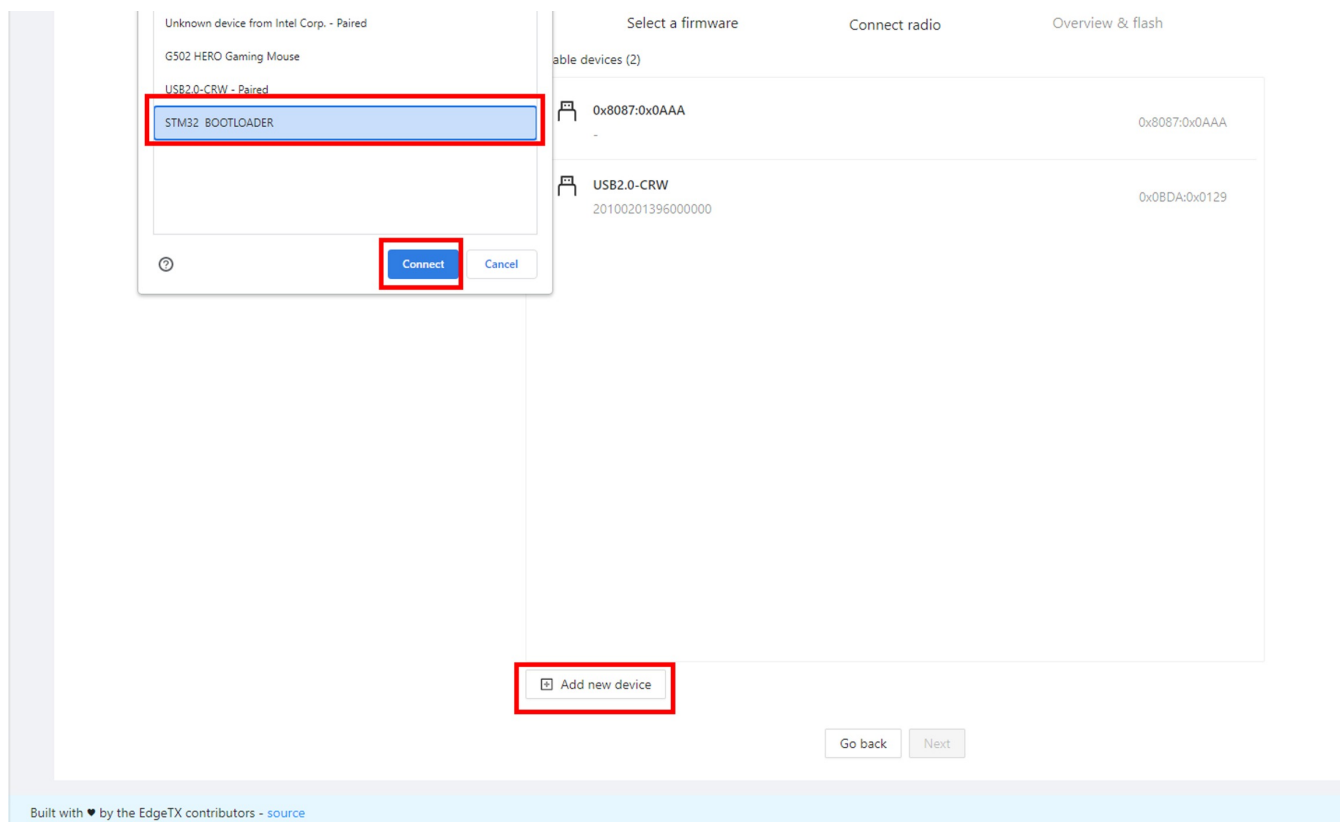 Unknown device from Intel Corp. - Paired
G502 HERO Gaming Mouse
USB2.0-CRW - Paired
STM32 BOOTLOADER
Connect
Cancel
Select a firmware
Connect radio
Overview & flash
able devices (2)
0x8087:0x0AAA
-
0x8087:0x0AAA
USB2.0-CRW
20100201396000000
0x0BDA:0x0129
Add new device
Go back
Next
Built with ♥ by the EdgeTX contributors - source